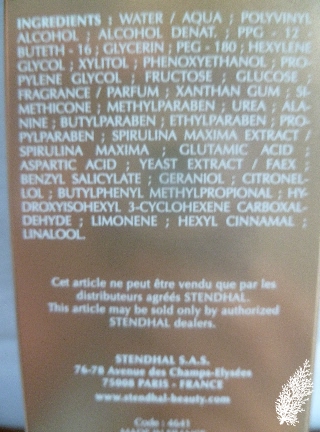 INGREDIENTS : WATER / AQUA ; POLYVINYL
ALCOHOL ; ALCOHOL DENAT. ; PPG - 12 -
BUTETH - 16 ; GLYCERIN ; PEG - 180 ; HEXYLENE
GLYCOL ; XYLITOL ; PHENOXYETHANOL ; PRO-
PYLENE GLYCOL ; FRUCTOSE ; GLUCOSE ;
FRAGRANCE / PARFUM ; XANTHAN GUM ; SI-
METHICONE ; METHYLPARABEN ; UREA ; ALA-
NINE ; BUTYLPARABEN ; ETHYLPARABEN ; PRO-
PYLPARABEN ; SPIRULINA MAXIMA EXTRACT /
SPIRULINA MAXIMA ; GLUTAMIC ACID ;
ASPARTIC ACID ; YEAST EXTRACT / FAEX ;
BENZYL SALICYLATE ; GERANIOL ; CITRONEL-
LOL ; BUTYLPHENYL METHYLPROPIONAL ; HY-
DROXYISOHEXYL 3-CYCLOHEXENE CARBOXAL-
DEHYDE ; LIMONENE ; HEXYL CINNAMAL ;
LINALOOL.
Cet article ne peut être vendu que par les
distributeurs agréés STENDHAL.
This article may be sold only by authorized
STENDHAL dealers.
STENDHAL S.A.S.
76-78 Avenue des Champs-Elysées
75008 PARIS - FRANCE
www.stendhal-beauty.com
Code : 4641
MADE IN FRANCE